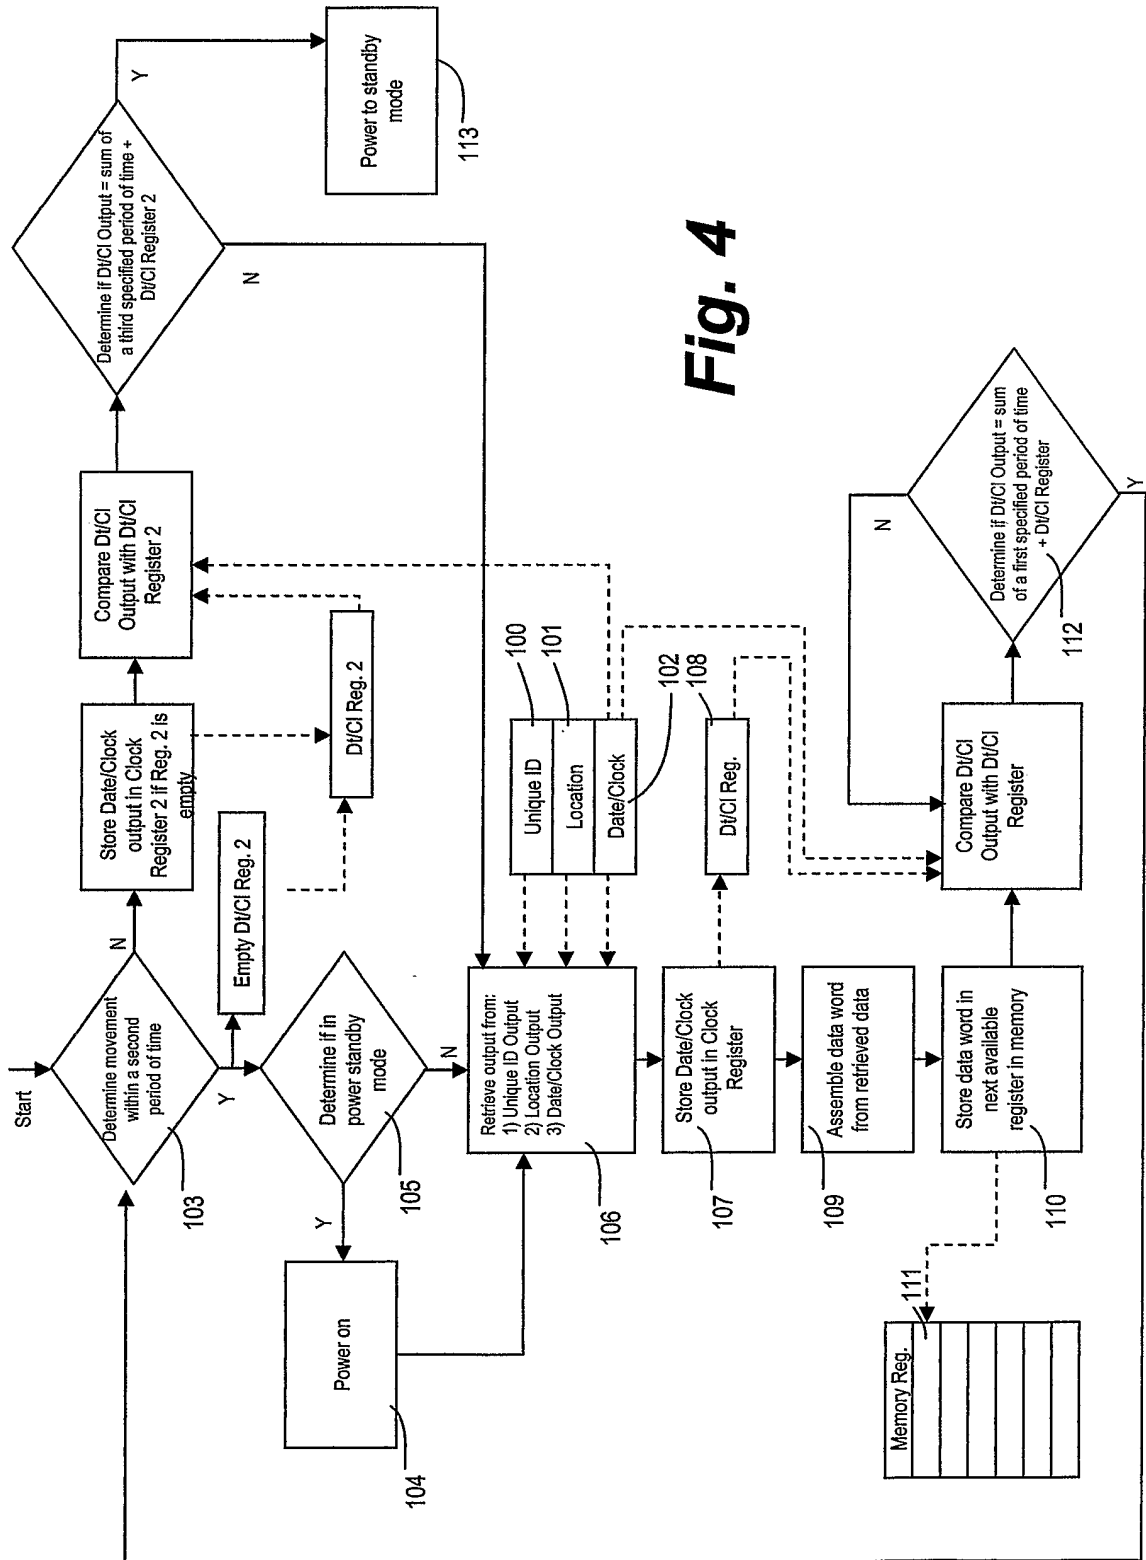 Start
Determine movement
within a second
period of time
103
N
Y
Store Date/Clock
output in Clock
Register 2 if Reg. 2 is
empty
Compare Dt/Cl
Output with Dt/Cl
Register 2
Determine if Dt/Cl Output = sum of
a third specified period of time +
Dt/Cl Register 2
Y
N
Power to standby
mode
113
Empty Dt/Cl Reg. 2
Dt/Cl Reg. 2
Determine if in
power standby
mode
105
Y
N
Power on
104
Retrieve output from:
1) Unique ID Output
2) Location Output
3) Date/Clock Output
106
Unique ID
Location
Date/Clock
100
101
102
108
Store Date/Clock
output in Clock
Register
107
Dt/Cl Reg.
Assemble data word
from retrieved data
109
Store data word in
next available
register in memory
110
Memory Reg.
111
Compare Dt/Cl
Output with Dt/Cl
Register
Determine if Dt/Cl Output = sum
of a first specified period of time
+ Dt/Cl Register
112
N
Y
Fig. 4